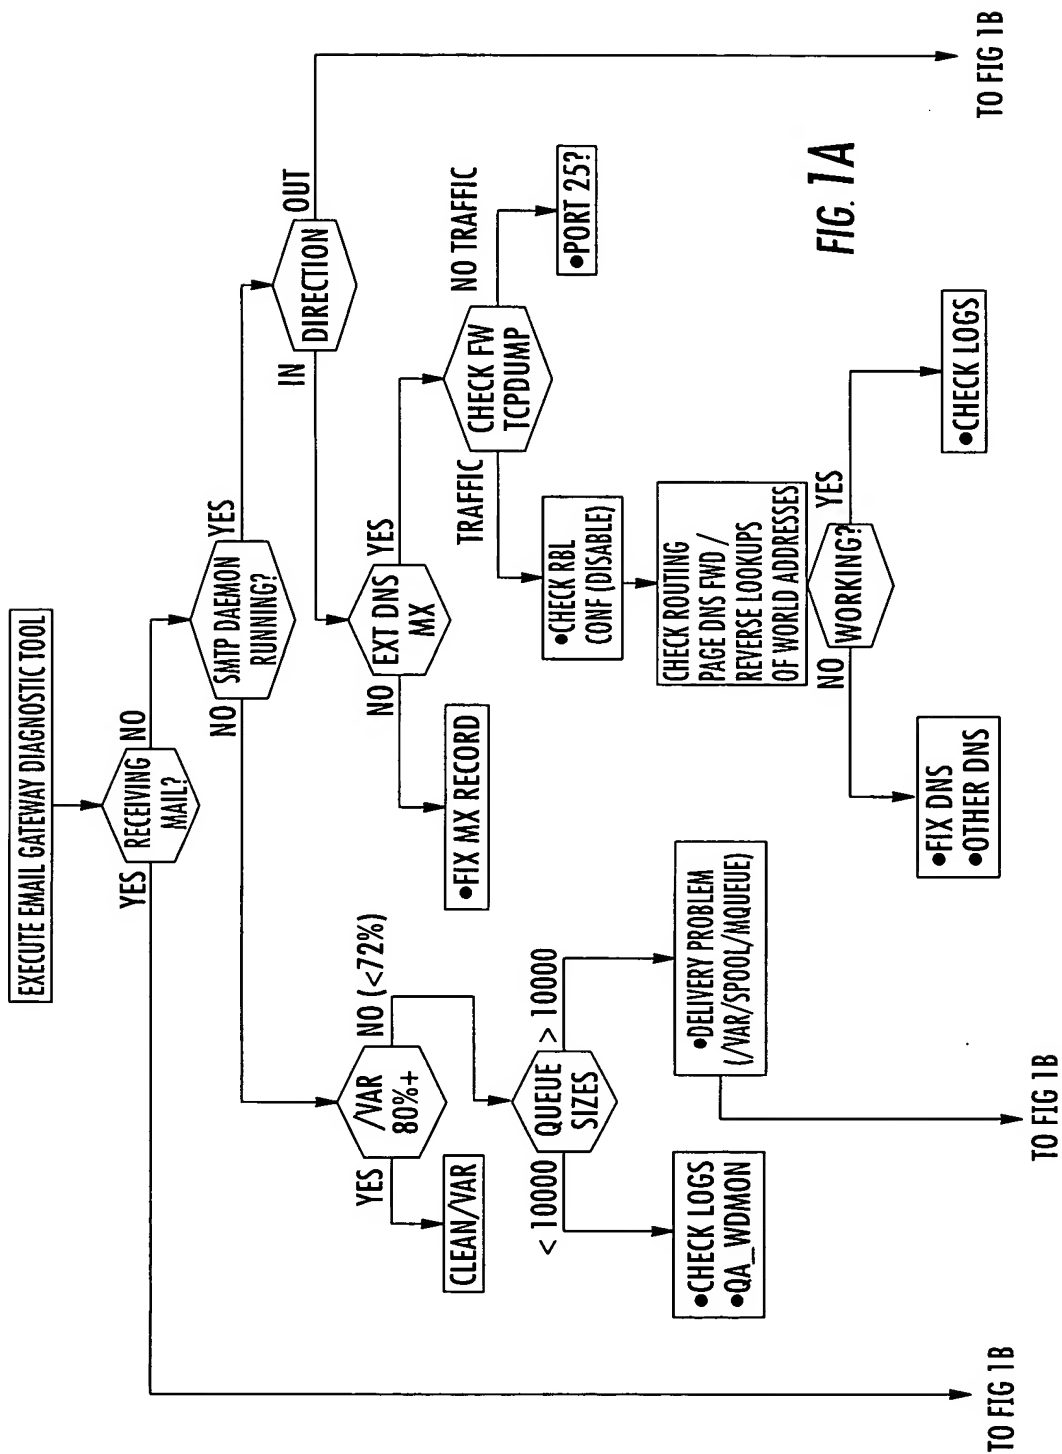 EXECUTE EMAIL GATEWAY DIAGNOSTIC TOOL
RECEIVING
MAIL?
YES
NO
SMTP DAEMON
RUNNING?
NO
YES
DIRECTION
IN
OUT
/VAR
80%+
YES
NO (<72%)
CLEAN/VAR
EXT DNS
MX
NO
YES
•FIX MX RECORD
CHECK FW
TCPDUMP
TRAFFIC
NO TRAFFIC
•PORT 25?
QUEUE
SIZES
< 10000
> 10000
•CHECK LOGS
•QA_WDMON
•DELIVERY PROBLEM
(/VAR/SPOOL/MQUEUE)
•CHECK RBL
CONF (DISABLE)
CHECK ROUTING
PAGE DNS FWD /
REVERSE LOOKUPS
OF WORLD ADDRESSES
WORKING?
NO
YES
•FIX DNS
•OTHER DNS
•CHECK LOGS
FIG. 1A
TO FIG 1B
TO FIG 1B
TO FIG 1B